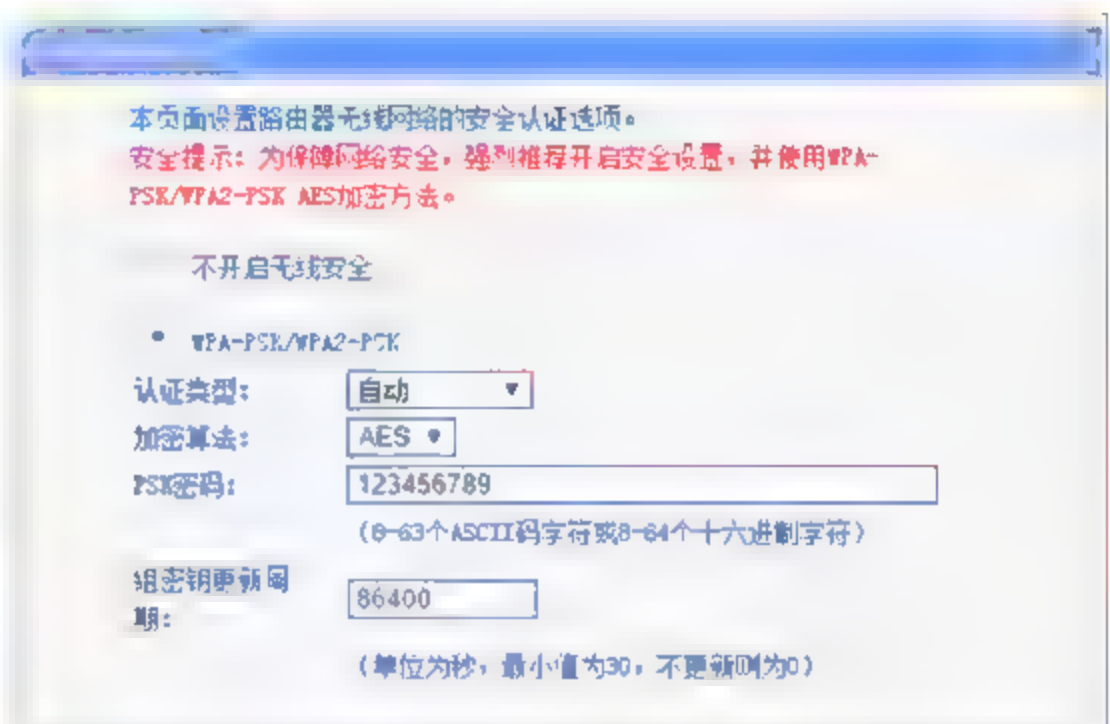 本页面设置路由器无线网络的安全认证选项。
安全提示：为保障网络安全，强烈推荐开启安全设置，并使用WPA-
PSK/WPA2-PSK AES加密方法。
不开启无线安全
WPA-PSK/WPA2-PSK
认证类型： 自动
加密算法： AES
PSK密码： 123456789
（8-63个ASCII码字符或8-64个十六进制字符）
组密钥更新周
期： 86400
（单位为秒，最小值为30，不更新则为0）